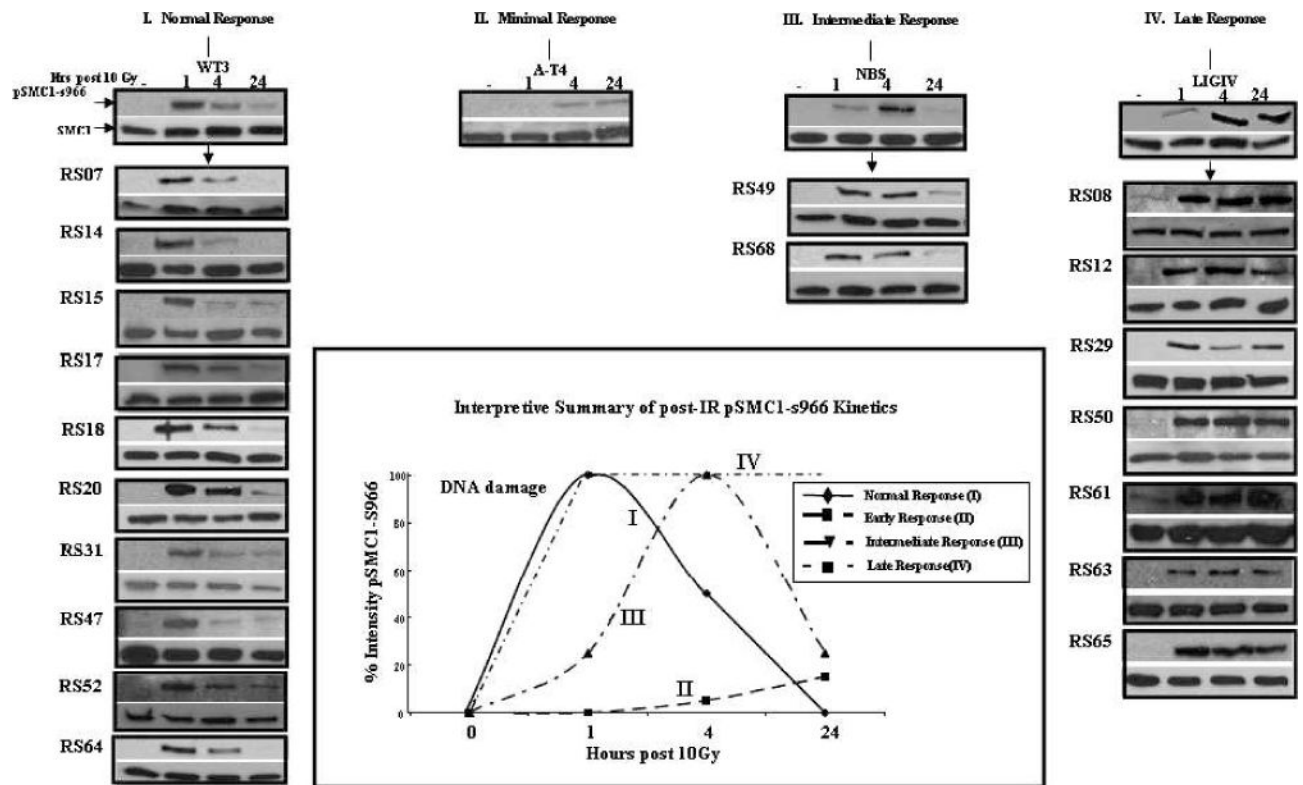 I. Normal Response
II. Minimal Response
III. Intermediate Response
IV. Late Response
WT3
Hrs post 10 Gy - 1 4 24
pSMC1-s966
SMC1
A-T4
- 1 4 24
NBS
- 1 4 24
LIGIV
- 1 4 24
RS07
RS14
RS15
RS17
RS18
RS20
RS31
RS47
RS52
RS64
RS49
RS68
RS08
RS12
RS29
RS50
RS61
RS63
RS65
Interpretive Summary of post-IR pSMC1-s966 Kinetics
DNA damage
% Intensity pSMC1-S966
100
80
60
40
20
0
I
II
III
IV
0 1 4 24
Hours post 10Gy
Normal Response (I)
Early Response (II)
Intermediate Response (III)
Late Response(IV)